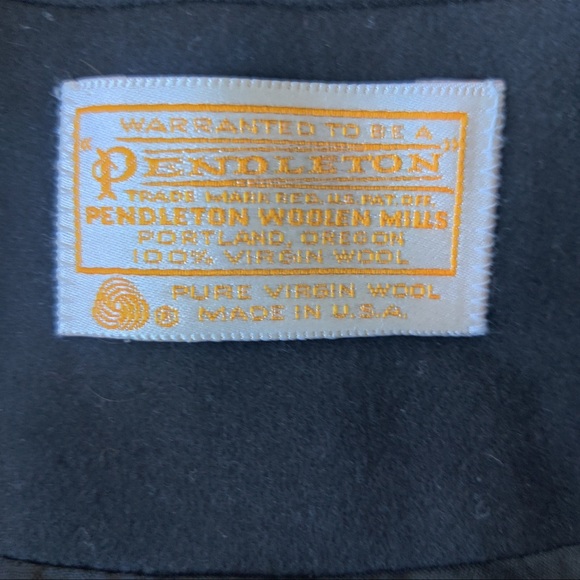 WARRANTED TO BE A
"PENDLETON"
TRADE MARK REG. U.S. PAT. OFF.
PENDLETON WOOLEN MILLS
PORTLAND, OREGON
100% VIRGIN WOOL
PURE VIRGIN WOOL
® MADE IN U.S.A.